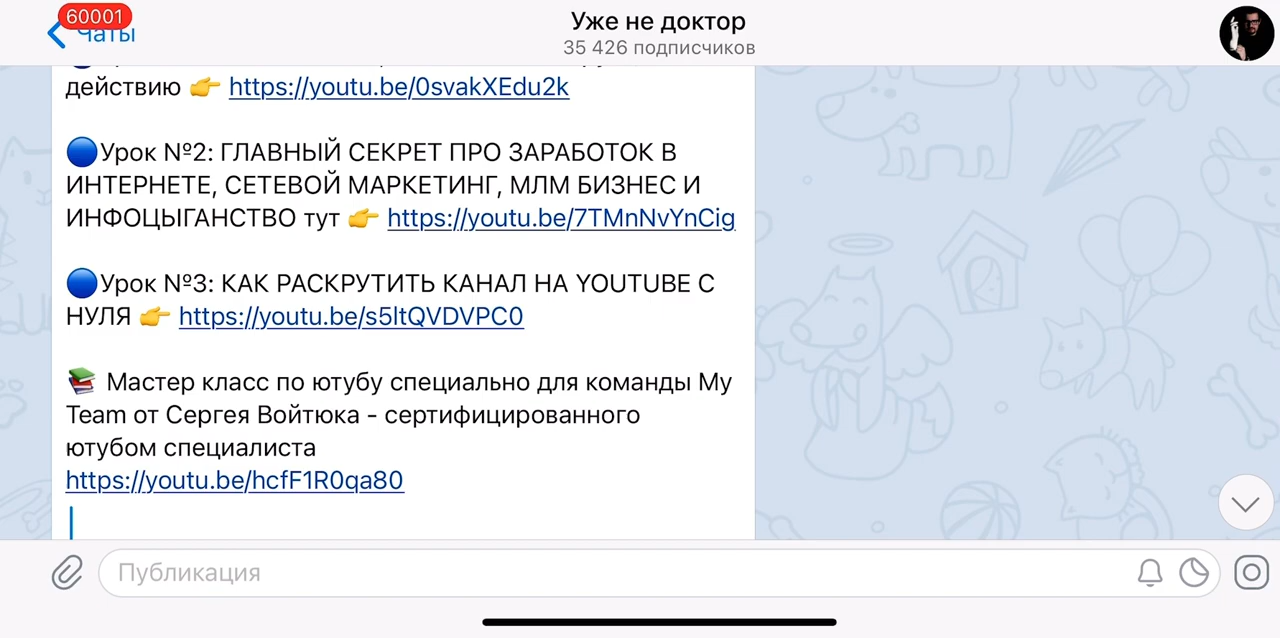 60001
Чаты
Уже не доктор
35 426 подписчиков
действию 👉 https://youtu.be/0svakXEdu2k
🔵Урок №2: ГЛАВНЫЙ СЕКРЕТ ПРО ЗАРАБОТОК В
ИНТЕРНЕТЕ, СЕТЕВОЙ МАРКЕТИНГ, МЛМ БИЗНЕС И
ИНФОЦЫГАНСТВО тут 👉 https://youtu.be/7TMnNvYnCig
🔵Урок №3: КАК РАСКРУТИТЬ КАНАЛ НА YOUTUBE С
НУЛЯ 👉 https://youtu.be/s5ltQVDVPC0
📚 Мастер класс по ютубу специально для команды My
Team от Сергея Войтюка - сертифицированного
ютубом специалиста
https://youtu.be/hcfF1R0qa80
Публикация